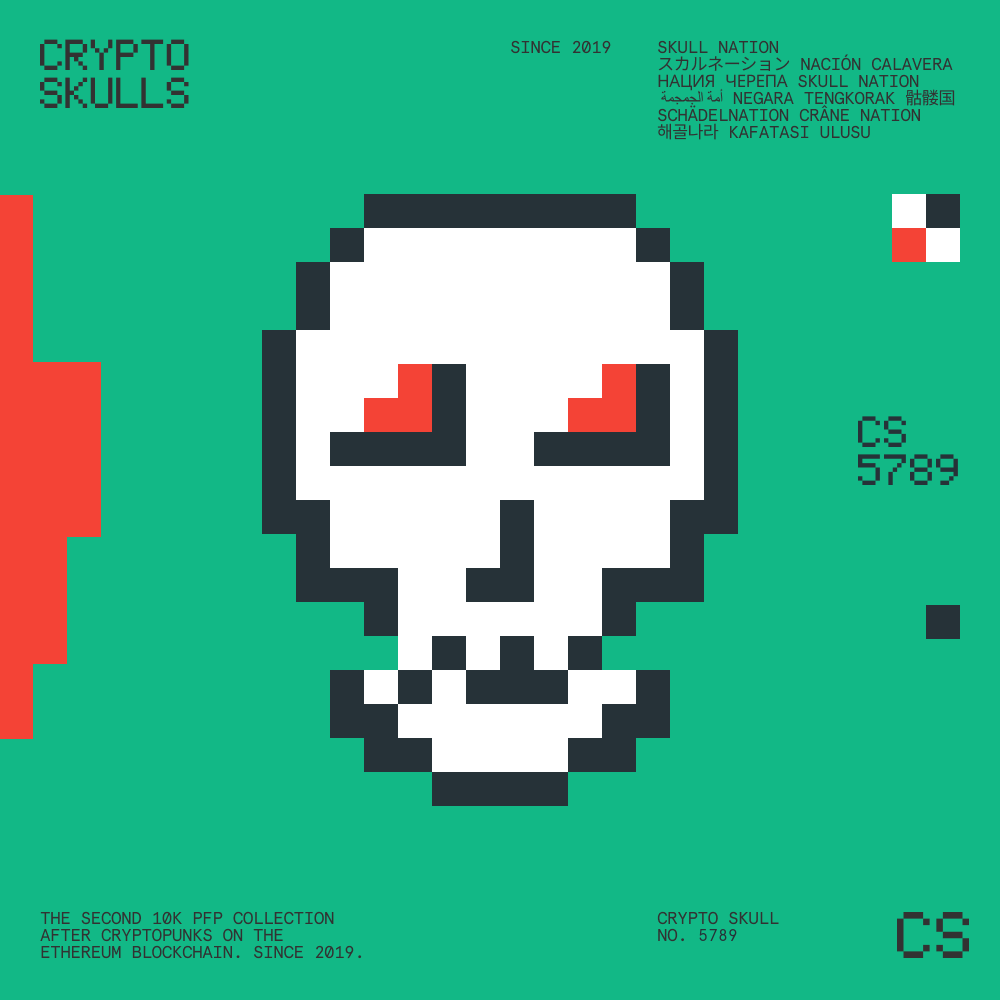 CRYPTO
SKULLS
SINCE 2019
SKULL NATION
スカルネーション NACIÓN CALAVERA
НАЦИЯ ЧЕРЕПА SKULL NATION
أمة الجمجمة NEGARA TENGKORAK 骷髅国
SCHÄDELNATION CRÂNE NATION
해골나라 KAFATASI ULUSU
CS
5789
THE SECOND 10K PFP COLLECTION
AFTER CRYPTOPUNKS ON THE
ETHEREUM BLOCKCHAIN. SINCE 2019.
CRYPTO SKULL
NO. 5789
CS